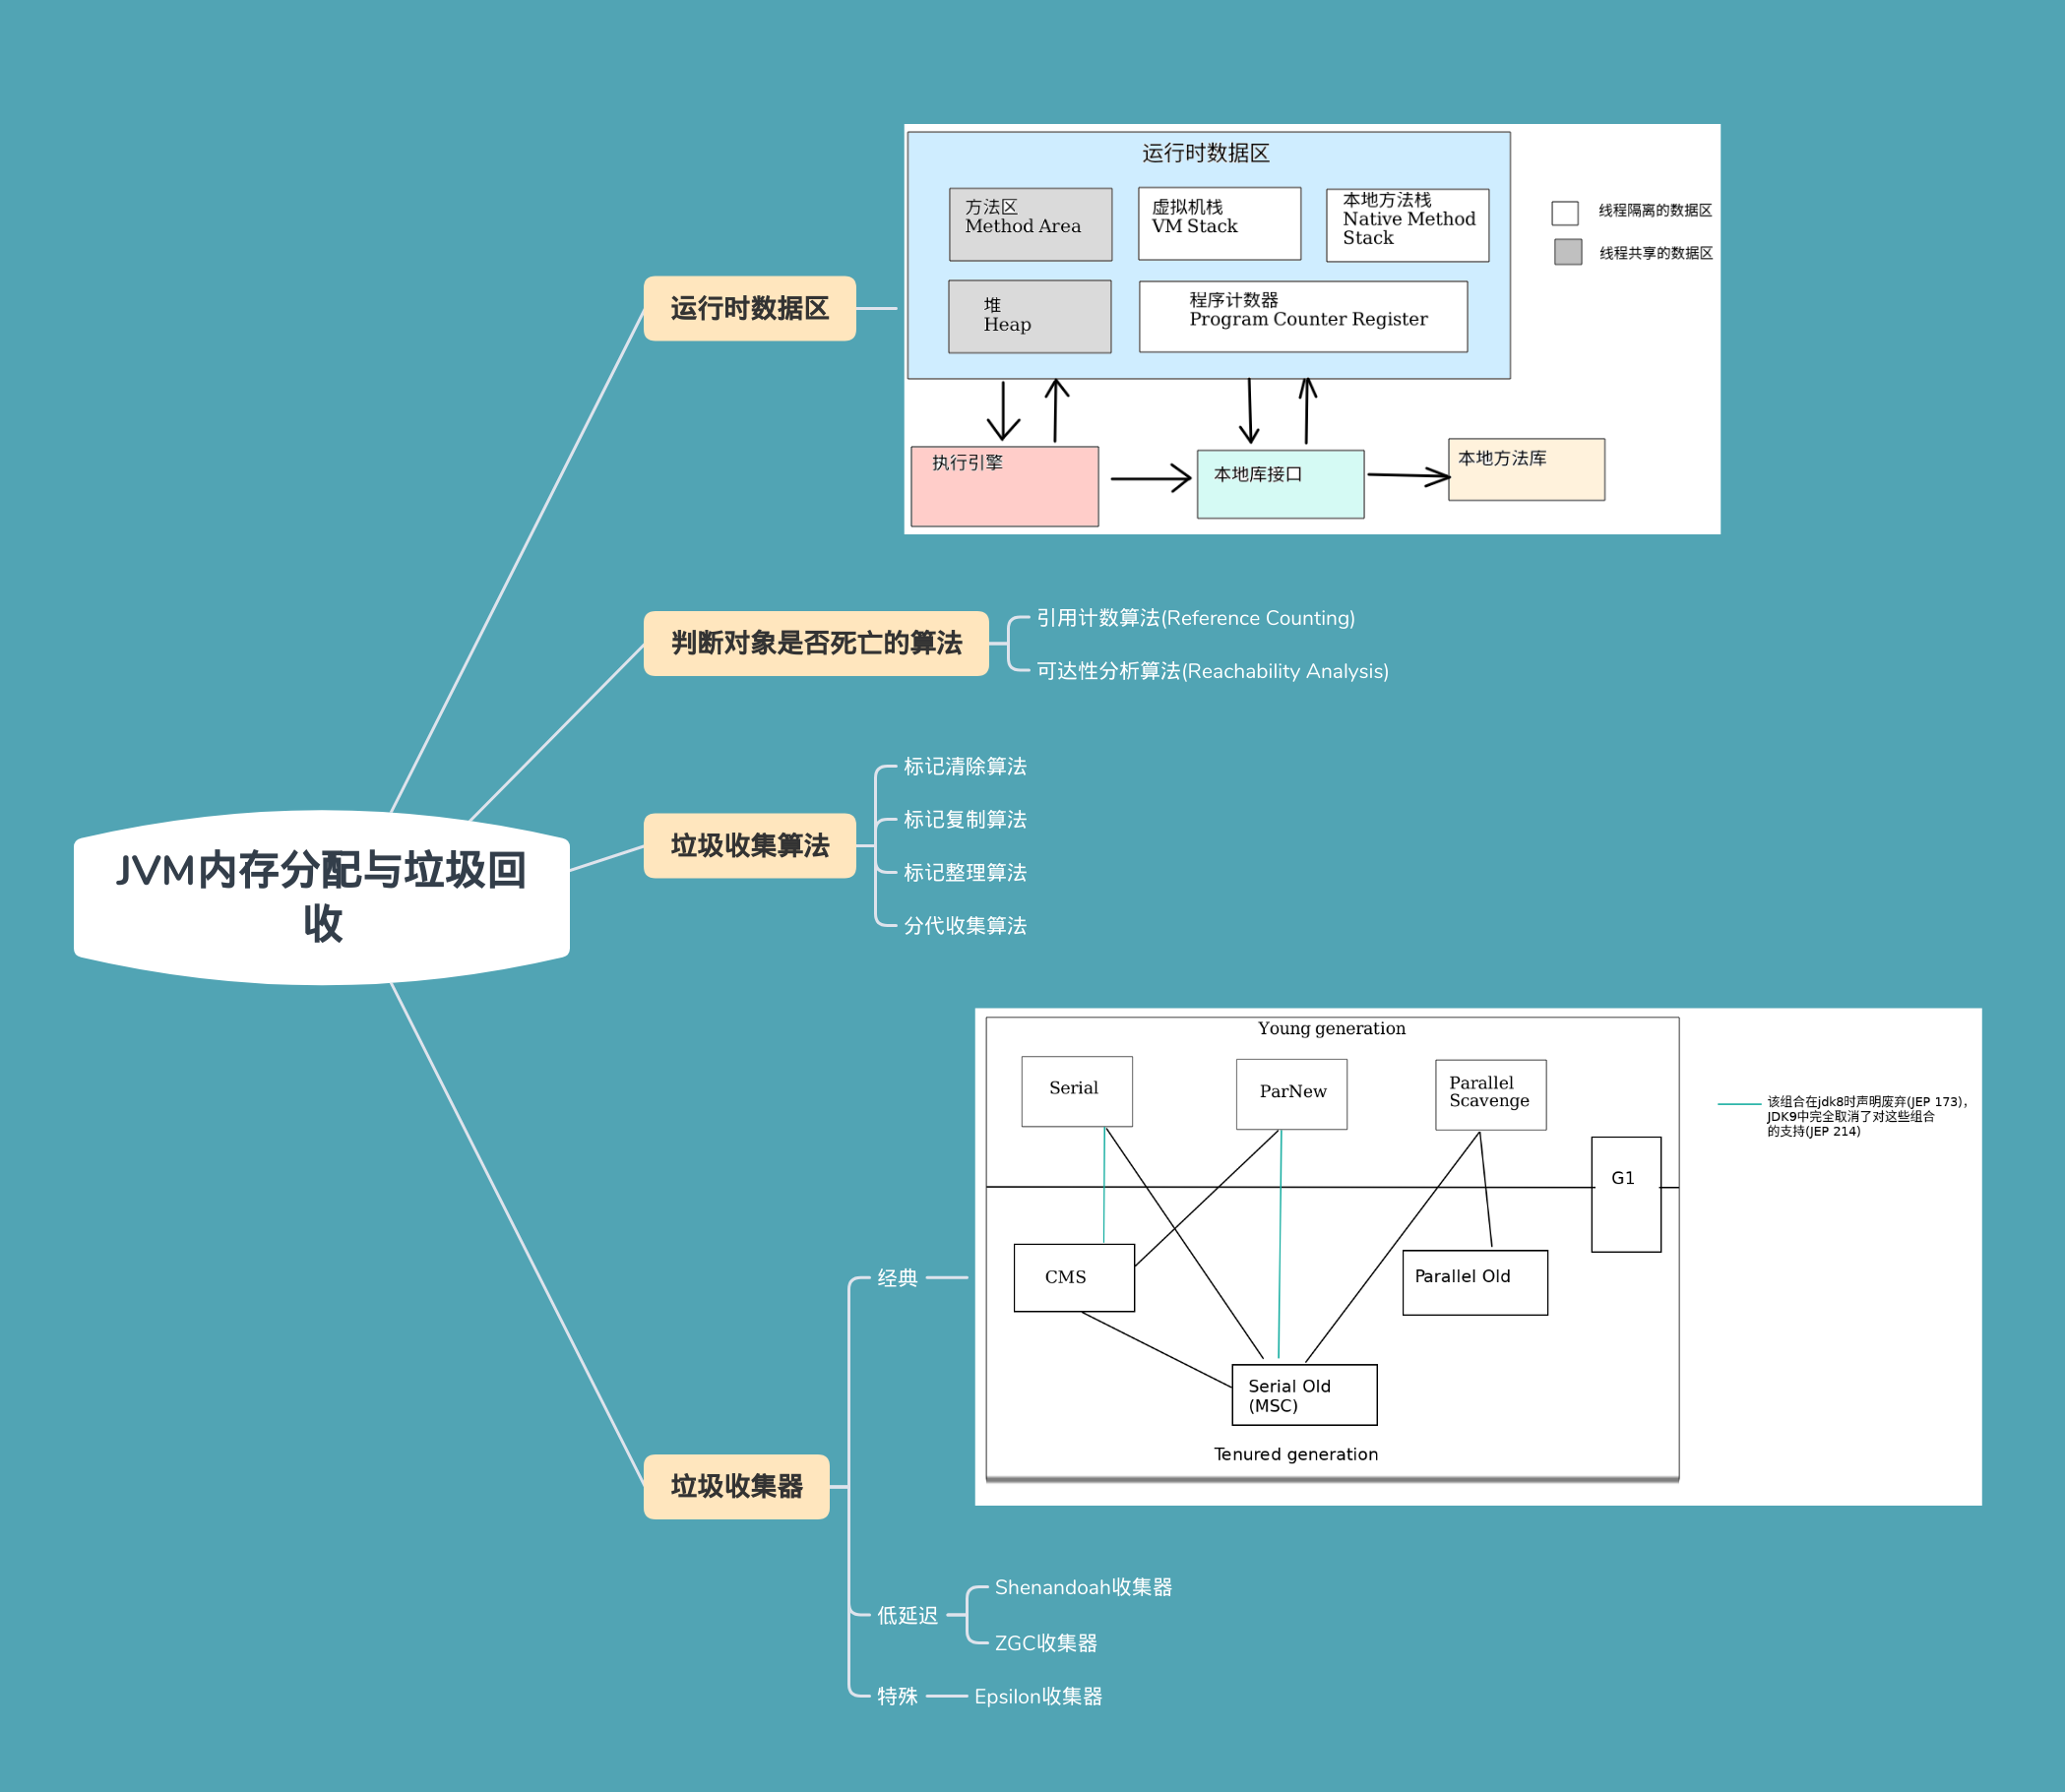 JVM内存分配与垃圾回
收
运行时数据区
运行时数据区
方法区
Method Area
虚拟机栈
VM Stack
本地方法栈
Native Method
Stack
堆
Heap
程序计数器
Program Counter Register
线程隔离的数据区
线程共享的数据区
执行引擎
本地库接口
本地方法库
判断对象是否死亡的算法
引用计数算法(Reference Counting)
可达性分析算法(Reachability Analysis)
垃圾收集算法
标记清除算法
标记复制算法
标记整理算法
分代收集算法
垃圾收集器
经典
Young generation
Serial
ParNew
Parallel
Scavenge
G1
CMS
Parallel Old
Serial Old
(MSC)
Tenured generation
该组合在jdk8时声明废弃(JEP 173)，
JDK9中完全取消了对这些组合
的支持(JEP 214)
低延迟
Shenandoah收集器
ZGC收集器
特殊
Epsilon收集器